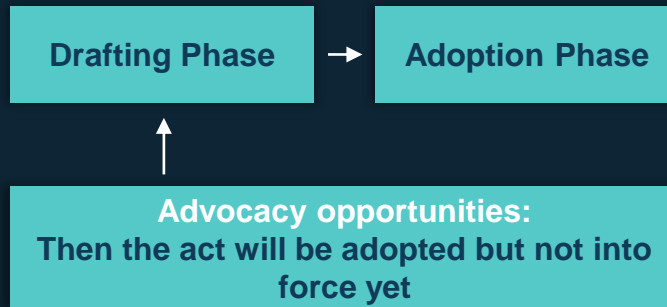 Drafting Phase
Adoption Phase
Advocacy opportunities:
Then the act will be adopted but not into
force yet